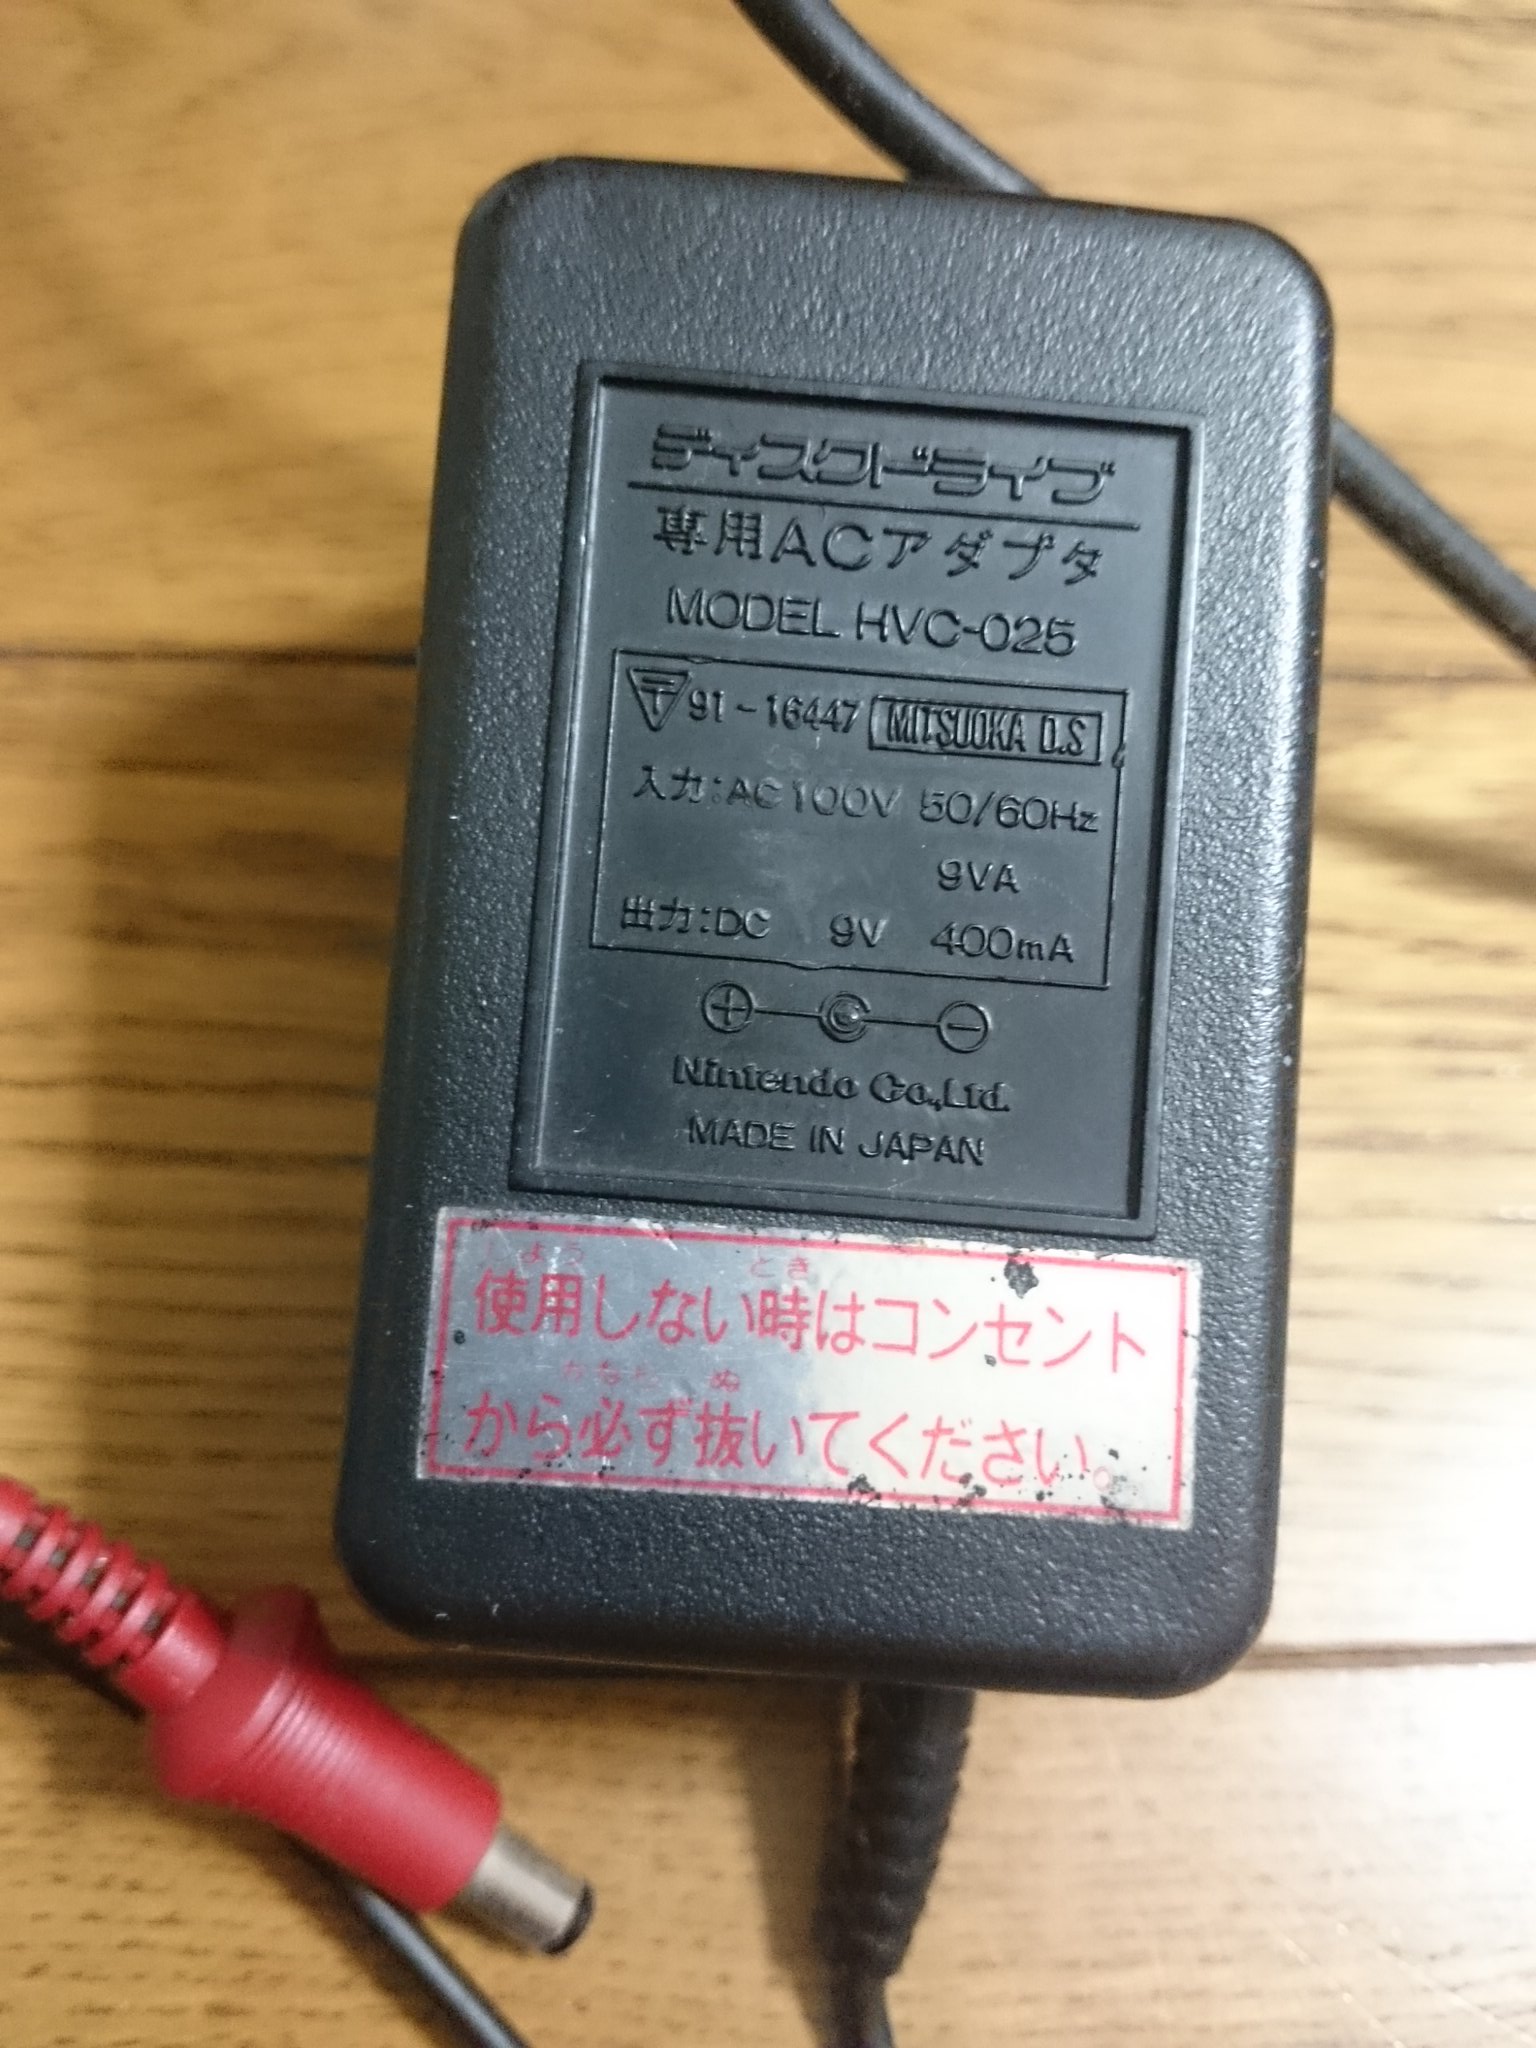 ディスクドライブ
専用ACアダプタ
MODEL HVC-025
〒 91-16447 MITSUOKA D.S
入力:AC 100V 50/60Hz
9VA
出力:DC 9V 400mA
+ C −
Nintendo Co.,Ltd.
MADE IN JAPAN
しよう とき
使用しない時はコンセント
かなら ぬ
から必ず抜いてください。